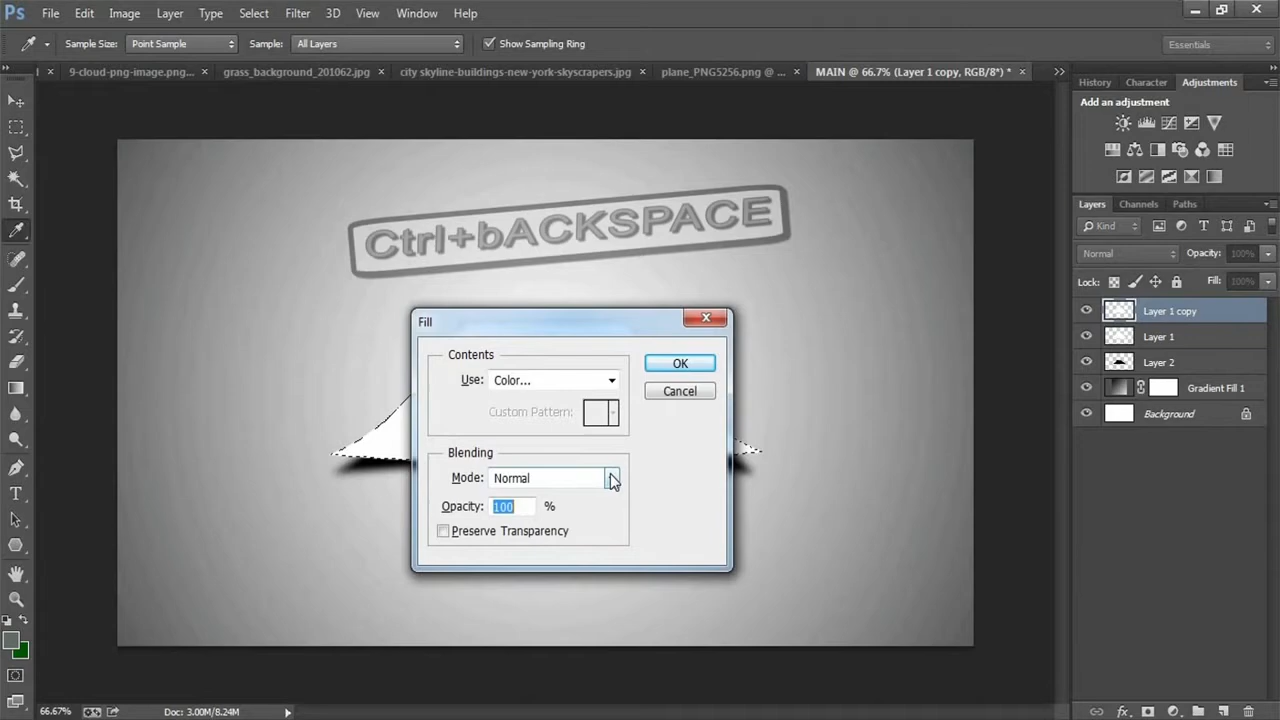 Ps File Edit Image Layer Type Select Filter 3D View Window Help
Sample Size: Point Sample Sample: All Layers Show Sampling Ring Essentials
9-cloud-png-image.png... × grass_background_201062.jpg × city skyline-buildings-new-york-skyscrapers.jpg × plane_PNG5256.png @ ... × MAIN @ 66.7% (Layer 1 copy, RGB/8*) * ×
History Character Adjustments
Add an adjustment
Layers Channels Paths
Kind
Normal Opacity: 100%
Lock: Fill: 100%
Layer 1 copy
Layer 1
Layer 2
Gradient Fill 1
Background
Ctrl+bACKSPACE
Fill
Contents
Use: Color...
Custom Pattern:
OK
Cancel
Blending
Mode: Normal
Opacity: 100 %
Preserve Transparency
66.67% Doc: 3.00M/8.24M